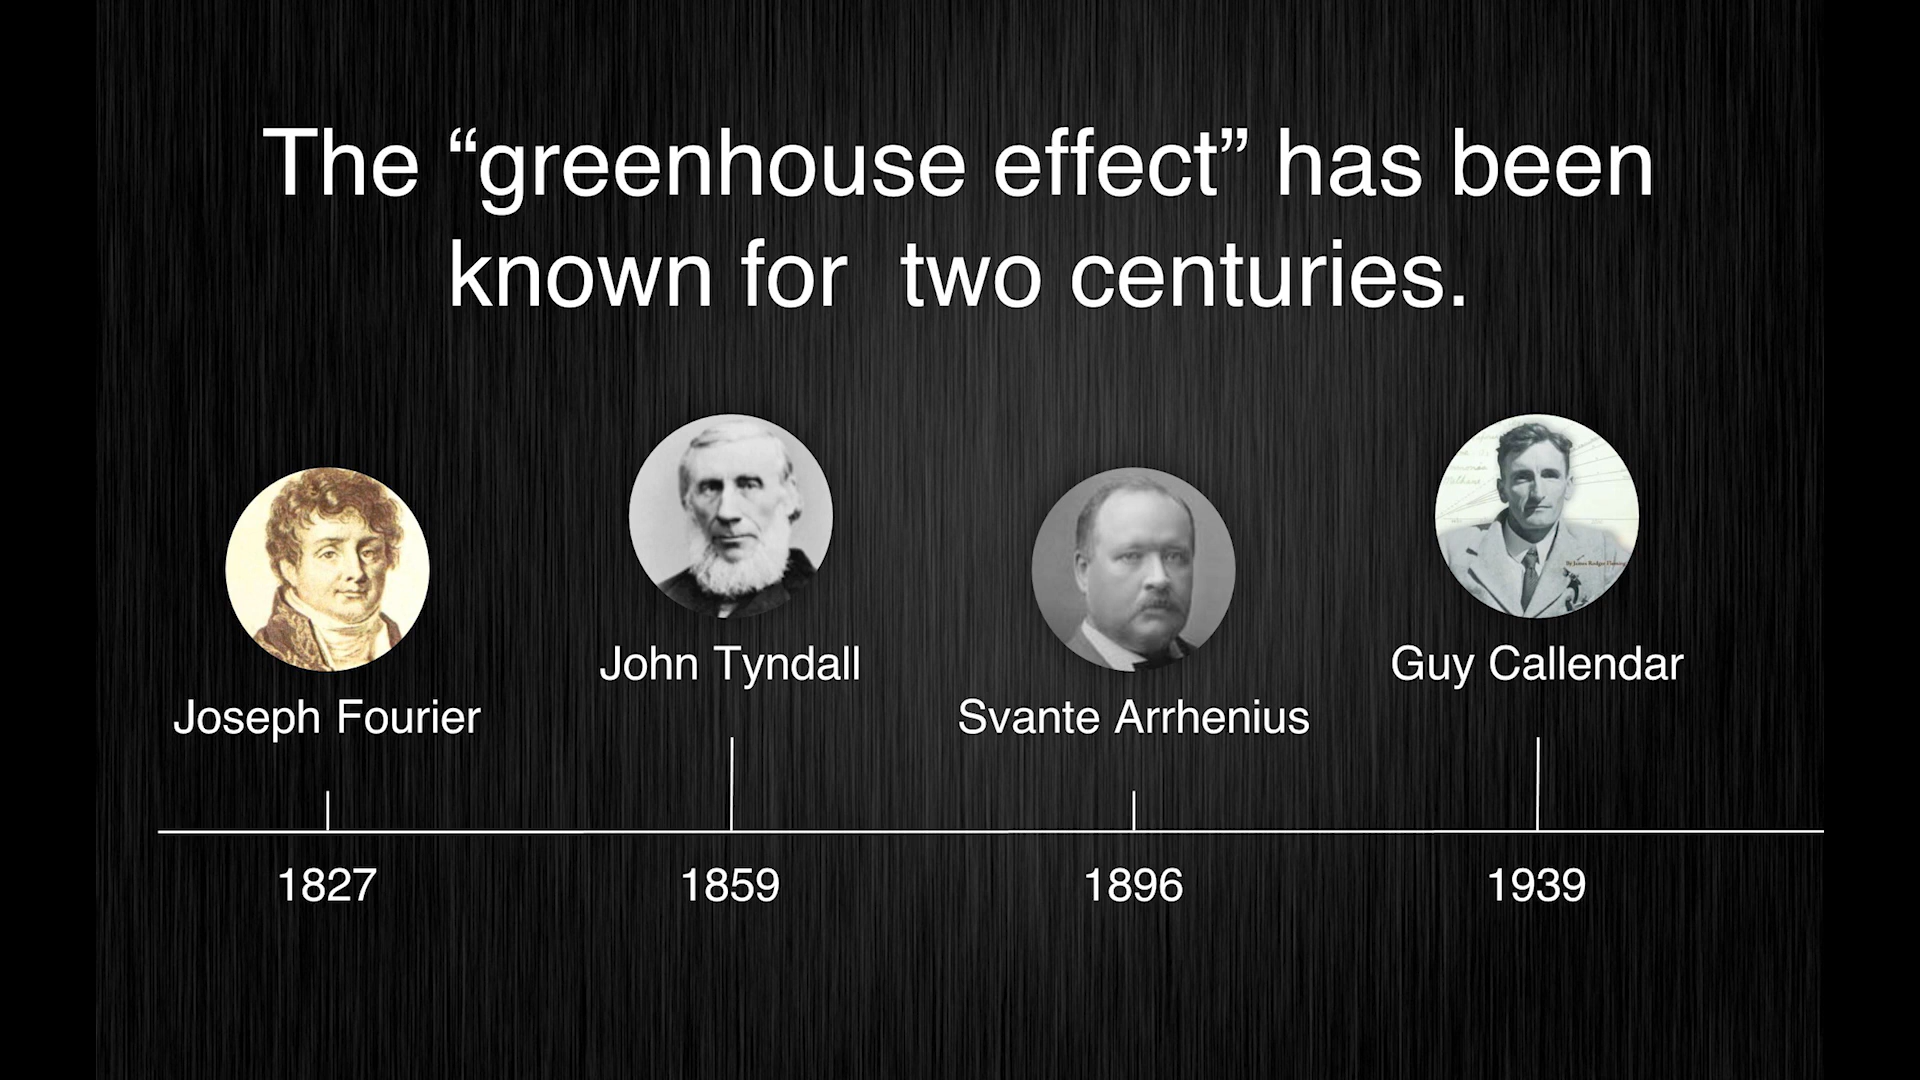 The “greenhouse effect” has been
known for  two centuries.
John Tyndall
Guy Callendar
Joseph Fourier
Svante Arrhenius
1827
1859
1896
1939